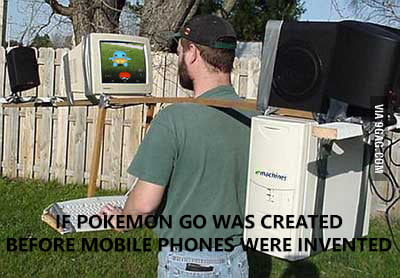 VIA 9GAG.COM
emachines
IF POKEMON GO WAS CREATED
BEFORE MOBILE PHONES WERE INVENTED